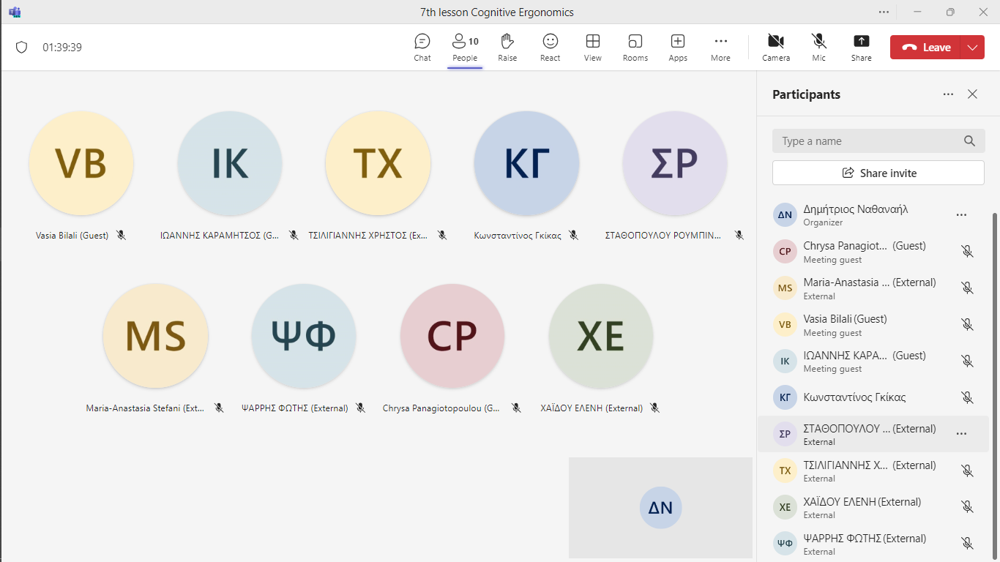 7th lesson Cognitive Ergonomics
01:39:39
Chat
People
10
Raise
React
View
Rooms
Apps
More
Camera
Mic
Share
Leave
VB
Vasia Bilali (Guest)
ΙΚ
ΙΩΑΝΝΗΣ ΚΑΡΑΜΗΤΣΟΣ (G...
ΤΧ
ΤΣΙΛΙΓΙΑΝΝΗΣ ΧΡΗΣΤΟΣ (Ex...
ΚΓ
Κωνσταντίνος Γκίκας
ΣΡ
ΣΤΑΘΟΠΟΥΛΟΥ ΡΟΥΜΠΙΝ...
MS
Maria-Anastasia Stefani (Ext...
ΨΦ
ΨΑΡΡΗΣ ΦΩΤΗΣ (External)
CP
Chrysa Panagiotopoulou (G...
ΧΕ
ΧΑΪΔΟΥ ΕΛΕΝΗ (External)
ΔΝ
Participants
Type a name
Share invite
ΔΝ
Δημήτριος Ναθαναήλ
Organizer
CP
Chrysa Panagiot... (Guest)
Meeting guest
MS
Maria-Anastasia ... (External)
External
VB
Vasia Bilali (Guest)
Meeting guest
ΙΚ
ΙΩΑΝΝΗΣ ΚΑΡΑ... (Guest)
Meeting guest
ΚΓ
Κωνσταντίνος Γκίκας
ΣΡ
ΣΤΑΘΟΠΟΥΛΟΥ ... (External)
External
ΤΧ
ΤΣΙΛΙΓΙΑΝΝΗΣ Χ... (External)
External
ΧΕ
ΧΑΪΔΟΥ ΕΛΕΝΗ (External)
External
ΨΦ
ΨΑΡΡΗΣ ΦΩΤΗΣ (External)
External